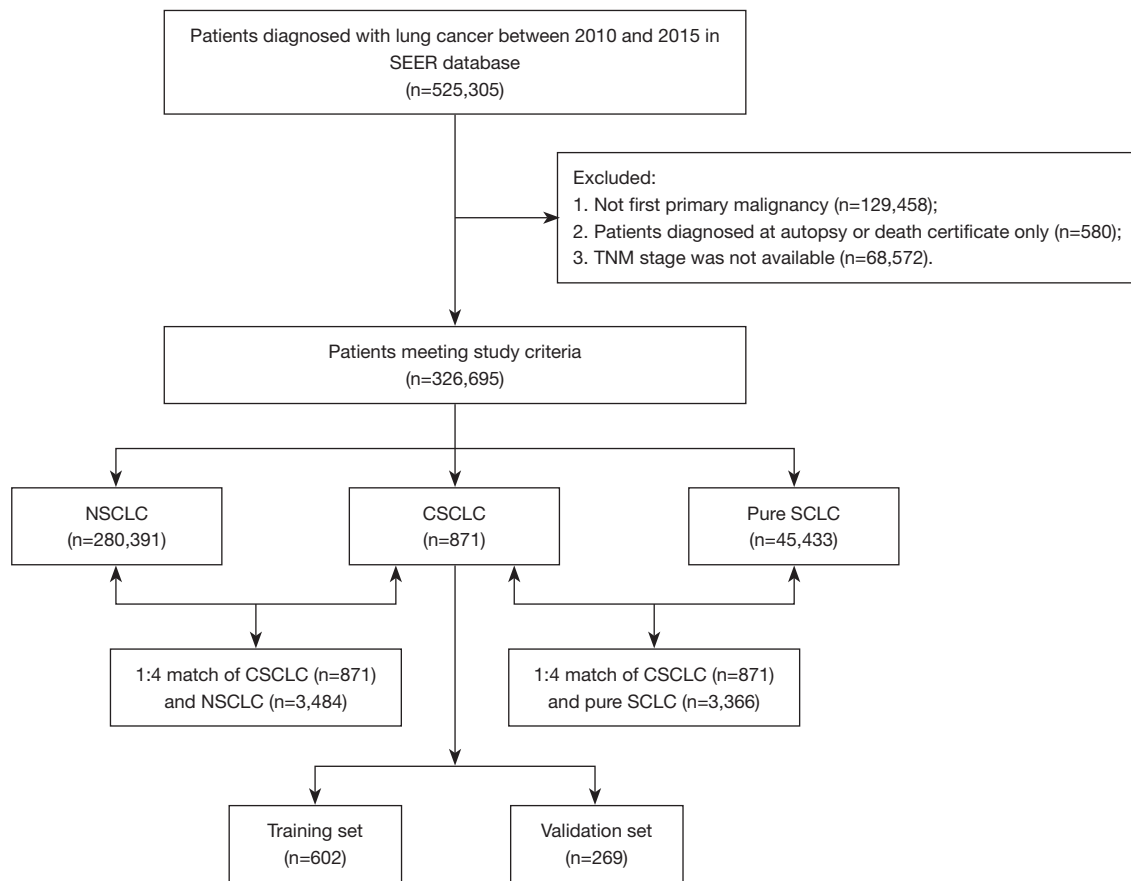 Patients diagnosed with lung cancer between 2010 and 2015 in
SEER database
(n=525,305)
Excluded:
1. Not first primary malignancy (n=129,458);
2. Patients diagnosed at autopsy or death certificate only (n=580);
3. TNM stage was not available (n=68,572).
Patients meeting study criteria
(n=326,695)
NSCLC
(n=280,391)
CSCLC
(n=871)
Pure SCLC
(n=45,433)
1:4 match of CSCLC (n=871)
and NSCLC (n=3,484)
1:4 match of CSCLC (n=871)
and pure SCLC (n=3,366)
Training set
(n=602)
Validation set
(n=269)